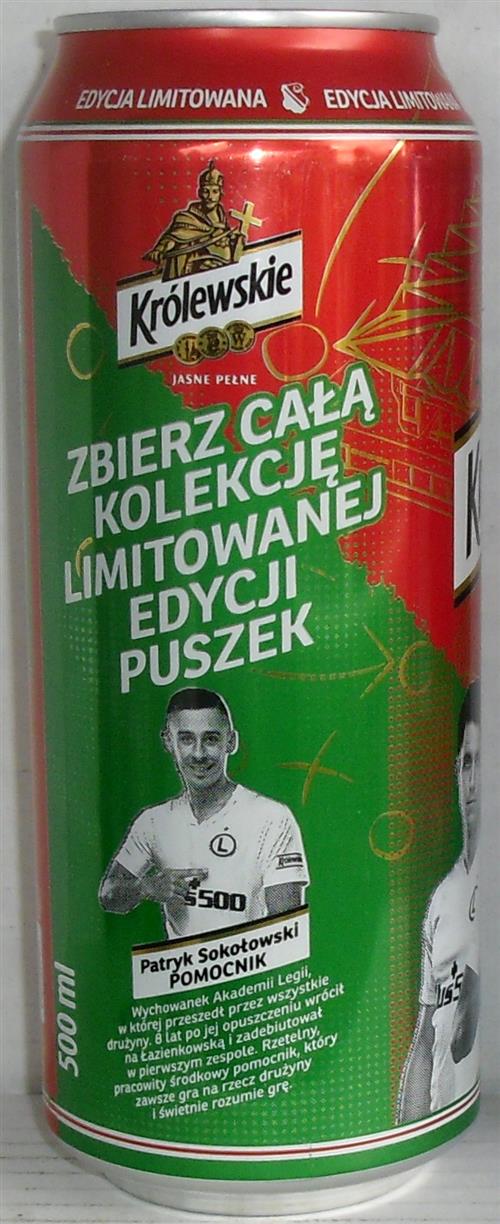 EDYCJA LIMITOWANA EDYCJA LIMITOWANA
Królewskie
JASNE PEŁNE
ZBIERZ CAŁĄ
KOLEKCJĘ
LIMITOWANEJ
EDYCJI
PUSZEK
L
Królewskie
s500
Patryk Sokołowski
POMOCNIK
Wychowanek Akademii Legii,
w której przeszedł przez wszystkie
drużyny. 8 lat po jej opuszczeniu wrócił
na Łazienkowską i zadebiutował
w pierwszym zespole. Rzetelny,
pracowity środkowy pomocnik, który
zawsze gra na rzecz drużyny
i świetnie rozumie grę.
500 ml